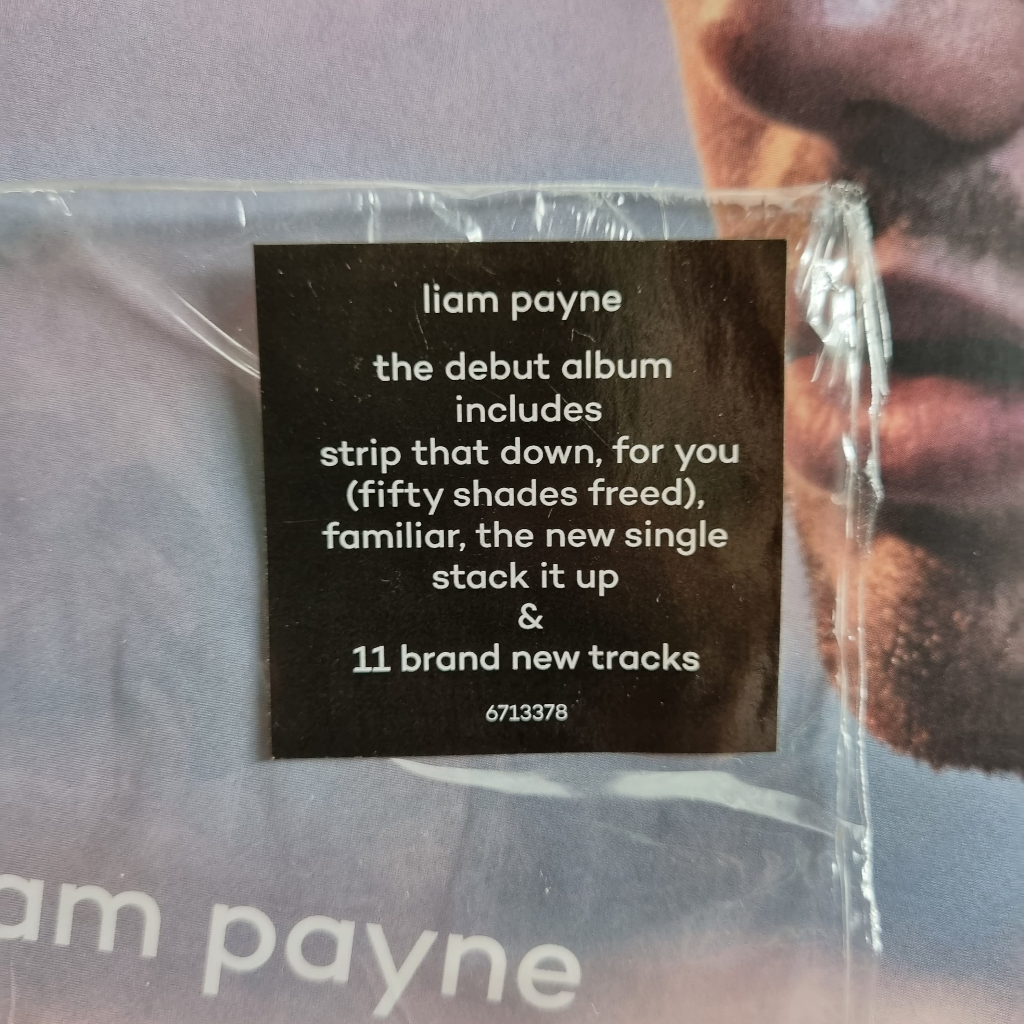 liam payne
the debut album
includes
strip that down, for you
(fifty shades freed),
familiar, the new single
stack it up
&
11 brand new tracks
6713378
am payne